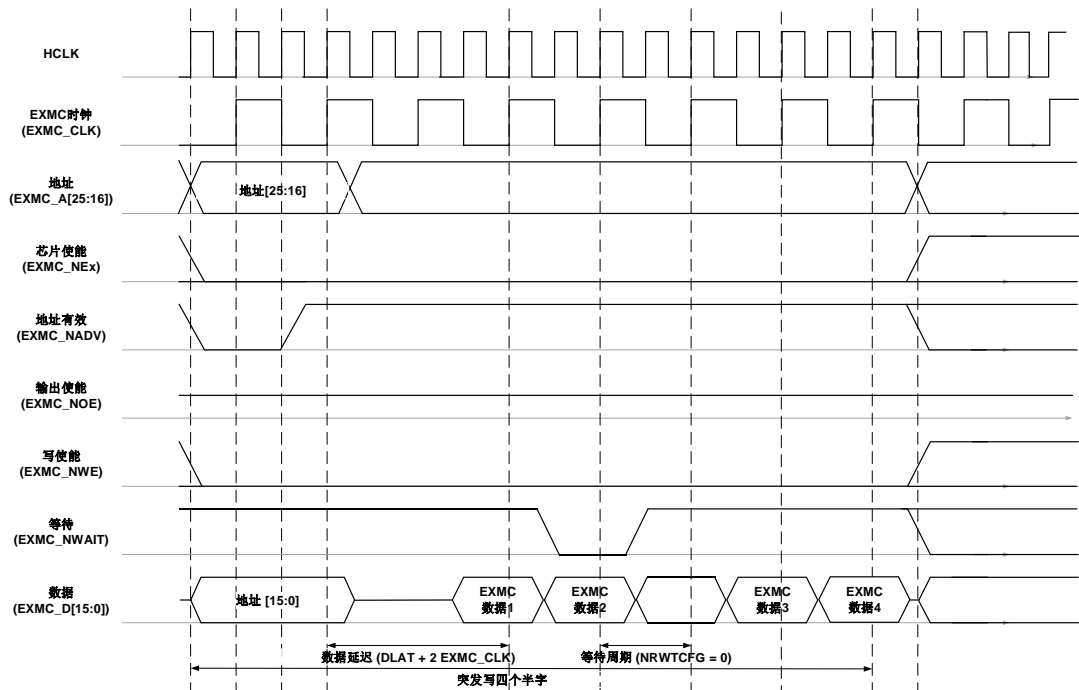 HCLK
EXMC时钟
(EXMC_CLK)
地址
(EXMC_A[25:16])
地址[25:16]
芯片使能
(EXMC_NEx)
地址有效
(EXMC_NADV)
输出使能
(EXMC_NOE)
写使能
(EXMC_NWE)
等待
(EXMC_NWAIT)
数据
(EXMC_D[15:0])
地址 [15:0]
EXMC
数据1
EXMC
数据2
EXMC
数据3
EXMC
数据4
数据延迟 (DLAT + 2 EXMC_CLK)
等待周期 (NRWTCFG = 0)
突发写四个半字